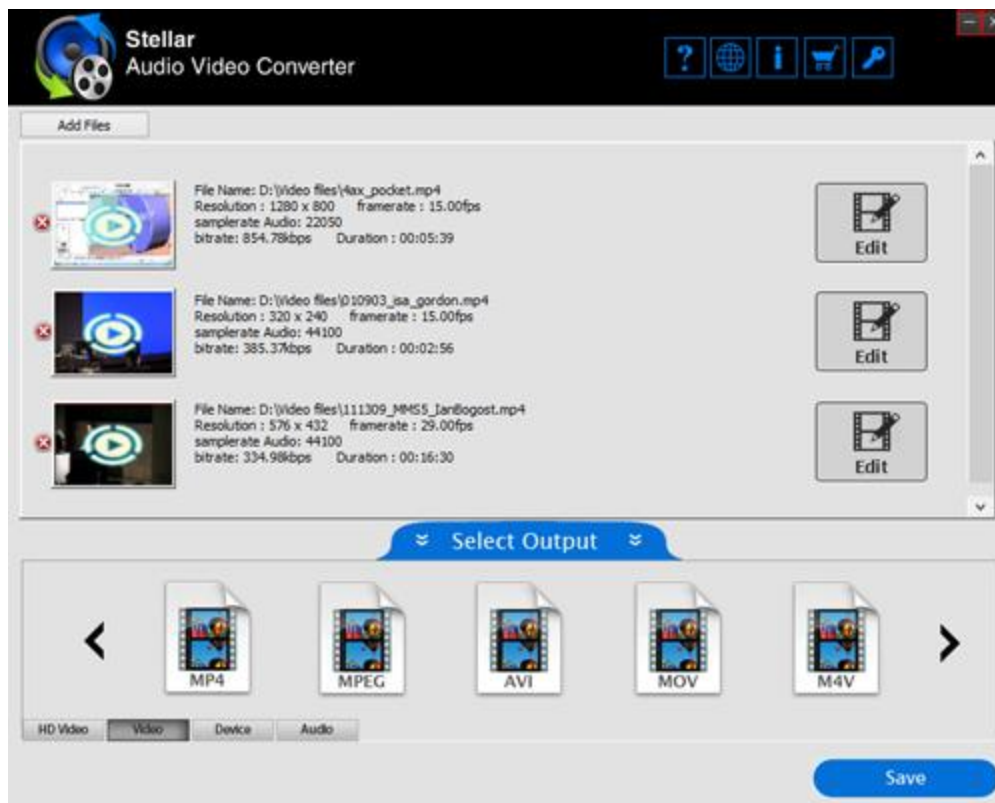 Stellar
Audio Video Converter
Add Files
File Name: D:\Video files\4ax_pocket.mp4
Resolution : 1280 x 800 framerate : 15.00fps
samplerate Audio: 22050
bitrate: 854.78kbps Duration : 00:05:39
Edit
File Name: D:\Video files\010903_isa_gordon.mp4
Resolution : 320 x 240 framerate : 15.00fps
samplerate Audio: 44100
bitrate: 385.37kbps Duration : 00:02:56
Edit
File Name: D:\Video files\111309_MMS5_IanBogost.mp4
Resolution : 576 x 432 framerate : 29.00fps
samplerate Audio: 44100
bitrate: 334.98kbps Duration : 00:16:30
Edit
Select Output
MP4 MPEG AVI MOV M4V
HD Video Video Device Audio
Save